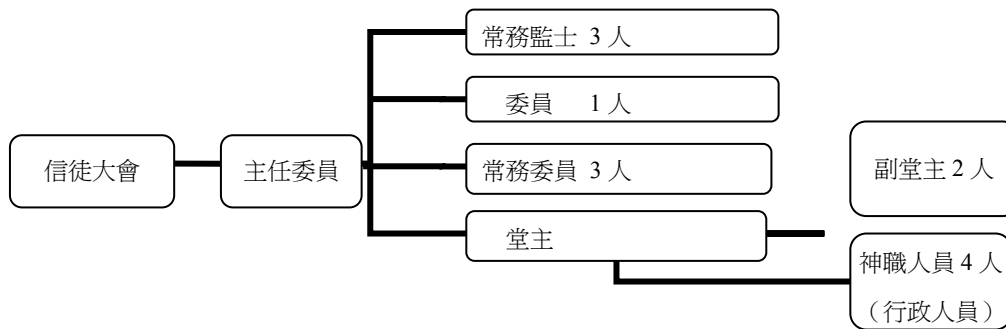 信徒大會
主任委員
常務監士 3 人
委員 1 人
常務委員 3 人
堂主
副堂主 2 人
神職人員 4 人
（行政人員）